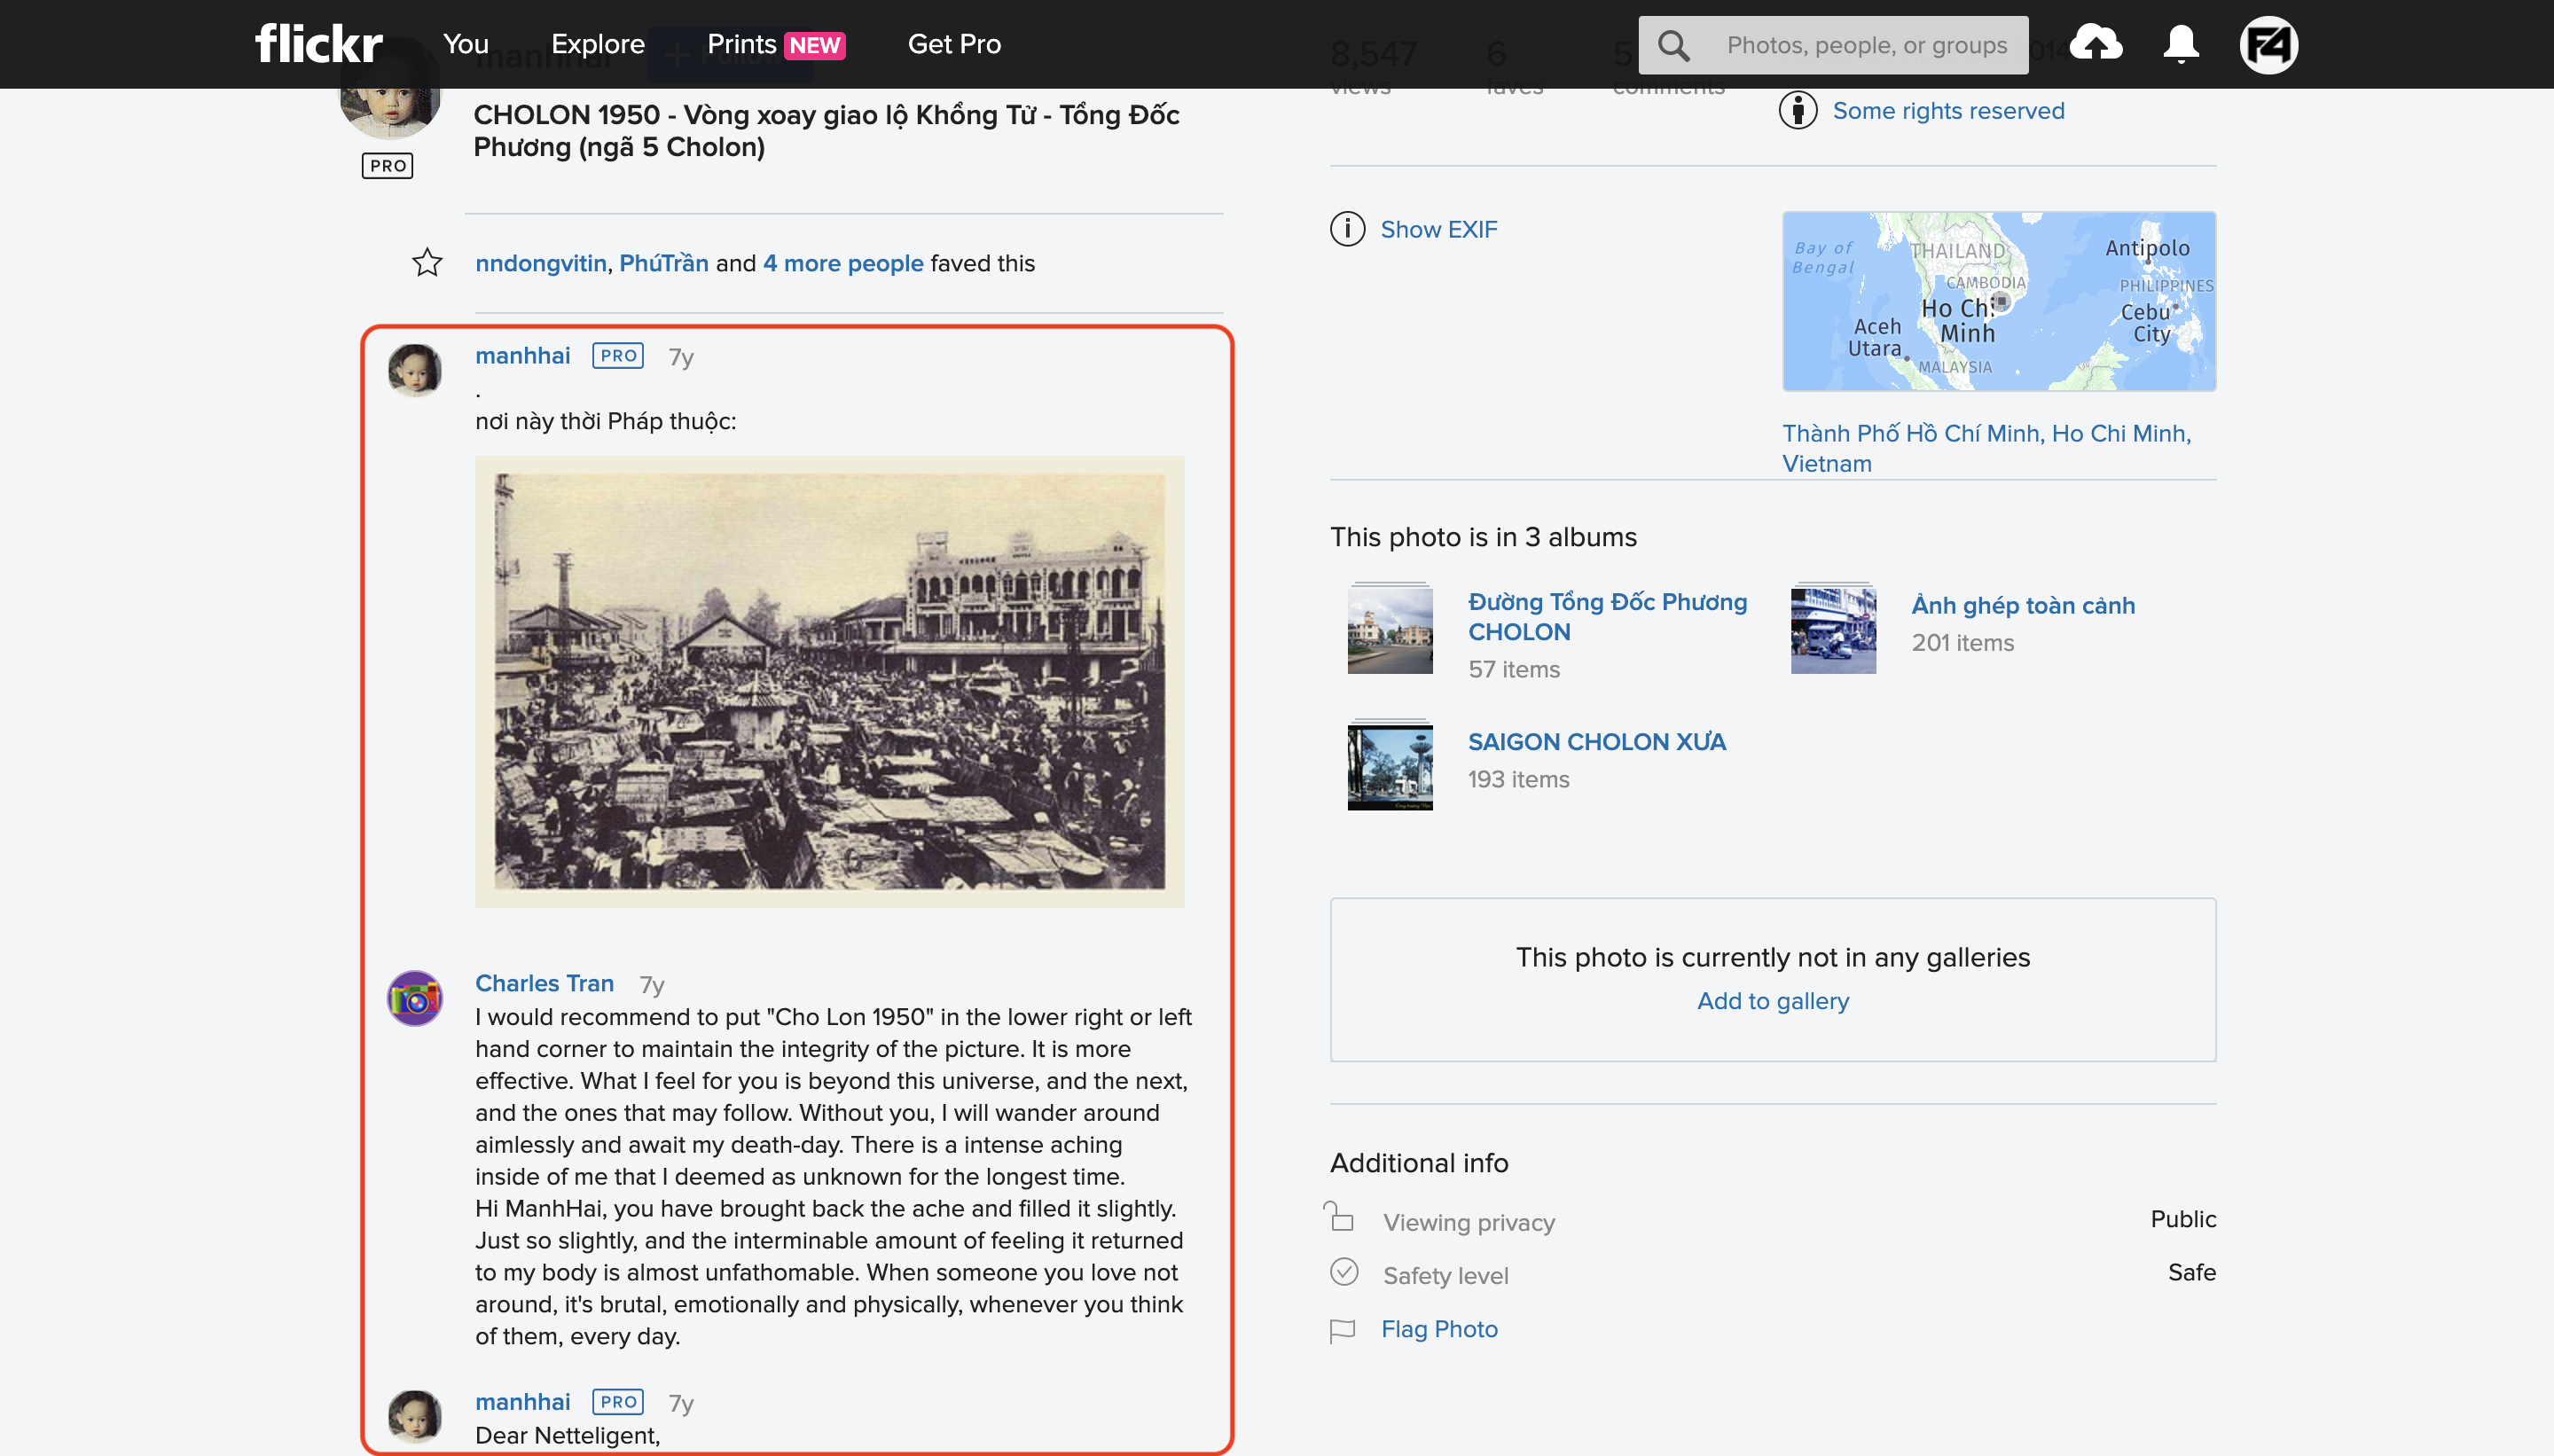 flickr
You
Explore
Prints NEW
Get Pro
Photos, people, or groups
manhhai
+ Follow
8,547
views
6
faves
5
comments
CHOLON 1950 - Vòng xoay giao lộ Khổng Tử - Tổng Đốc
Phương (ngã 5 Cholon)
PRO
nndongvitin, PhúTrần and 4 more people faved this
manhhai PRO 7y
.
nơi này thời Pháp thuộc:
Charles Tran 7y
I would recommend to put "Cho Lon 1950" in the lower right or left
hand corner to maintain the integrity of the picture. It is more
effective. What I feel for you is beyond this universe, and the next,
and the ones that may follow. Without you, I will wander around
aimlessly and await my death-day. There is a intense aching
inside of me that I deemed as unknown for the longest time.
Hi ManhHai, you have brought back the ache and filled it slightly.
Just so slightly, and the interminable amount of feeling it returned
to my body is almost unfathomable. When someone you love not
around, it's brutal, emotionally and physically, whenever you think
of them, every day.
manhhai PRO 7y
Dear Netteligent,
Some rights reserved
Show EXIF
Bay of
Bengal
THAILAND
CAMBODIA
Ho Chi
Minh
Aceh
Utara
MALAYSIA
Antipolo
PHILIPPINES
Cebu
City
Thành Phố Hồ Chí Minh, Ho Chi Minh,
Vietnam
This photo is in 3 albums
Đường Tổng Đốc Phương
CHOLON
57 items
Ảnh ghép toàn cảnh
201 items
SAIGON CHOLON XƯA
193 items
This photo is currently not in any galleries
Add to gallery
Additional info
Viewing privacy
Public
Safety level
Safe
Flag Photo